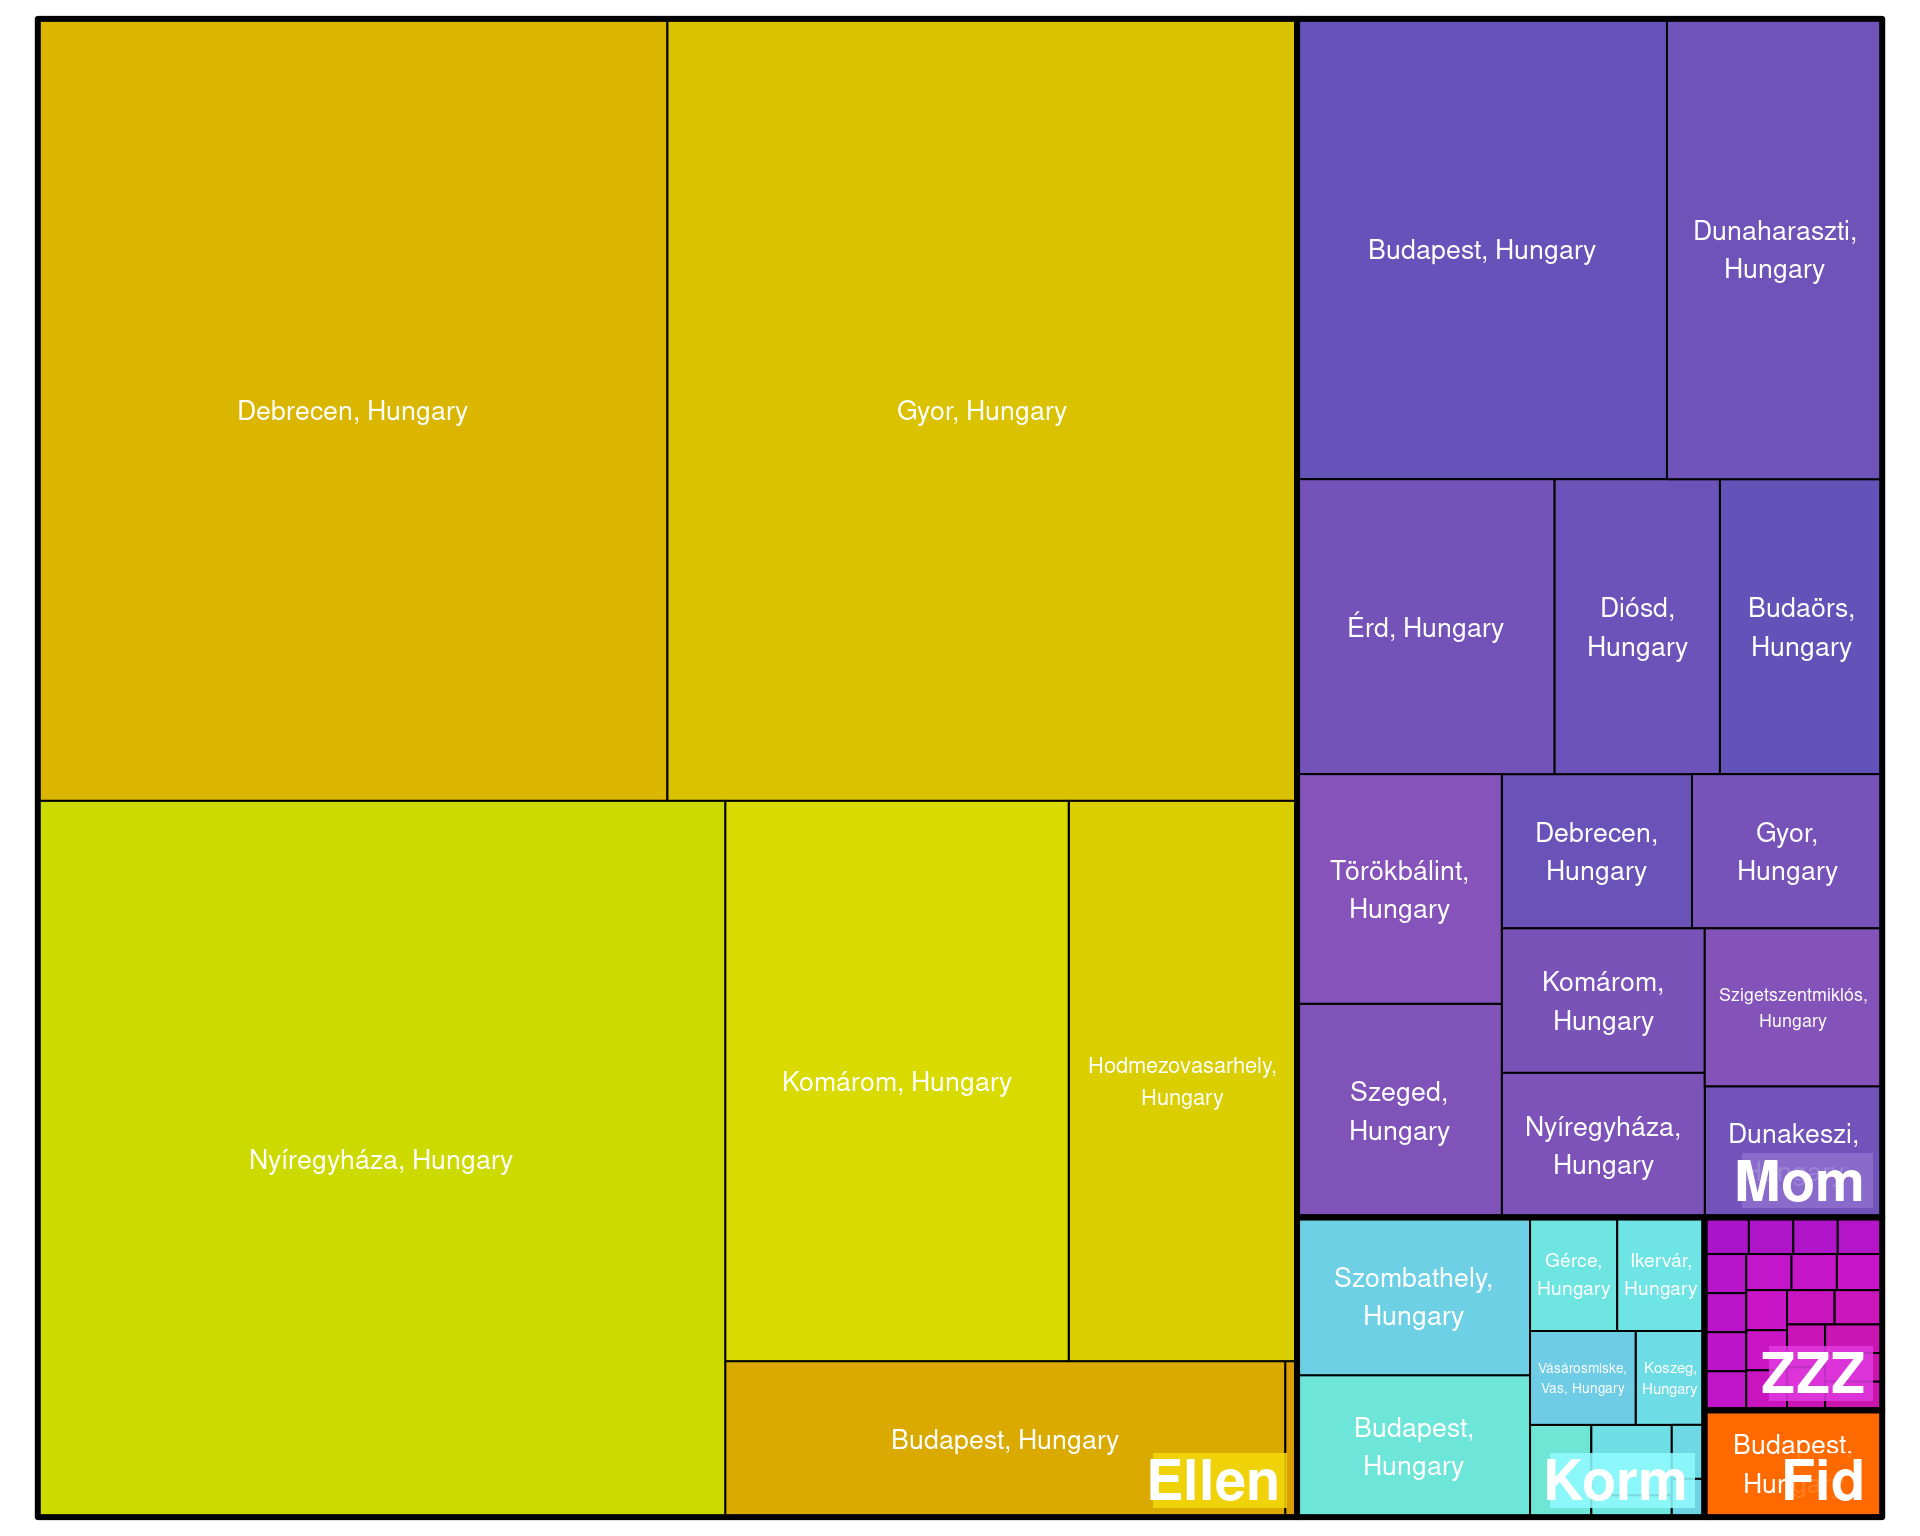 Debrecen, Hungary
Gyor, Hungary
Nyíregyháza, Hungary
Komárom, Hungary
Hodmezovasarhely,
Hungary
Budapest, Hungary
Ellen
Budapest, Hungary
Dunaharaszti,
Hungary
Érd, Hungary
Diósd,
Hungary
Budaörs,
Hungary
Törökbálint,
Hungary
Debrecen,
Hungary
Gyor,
Hungary
Szeged,
Hungary
Komárom,
Hungary
Szigetszentmiklós,
Hungary
Nyíregyháza,
Hungary
Dunakeszi,
Hungary
Mom
Szombathely,
Hungary
Gérce,
Hungary
Ikervár,
Hungary
Vásárosmiske,
Vas, Hungary
Koszeg,
Hungary
Budapest,
Hungary
Korm
ZZZ
Budapest,
Hungary
Fid